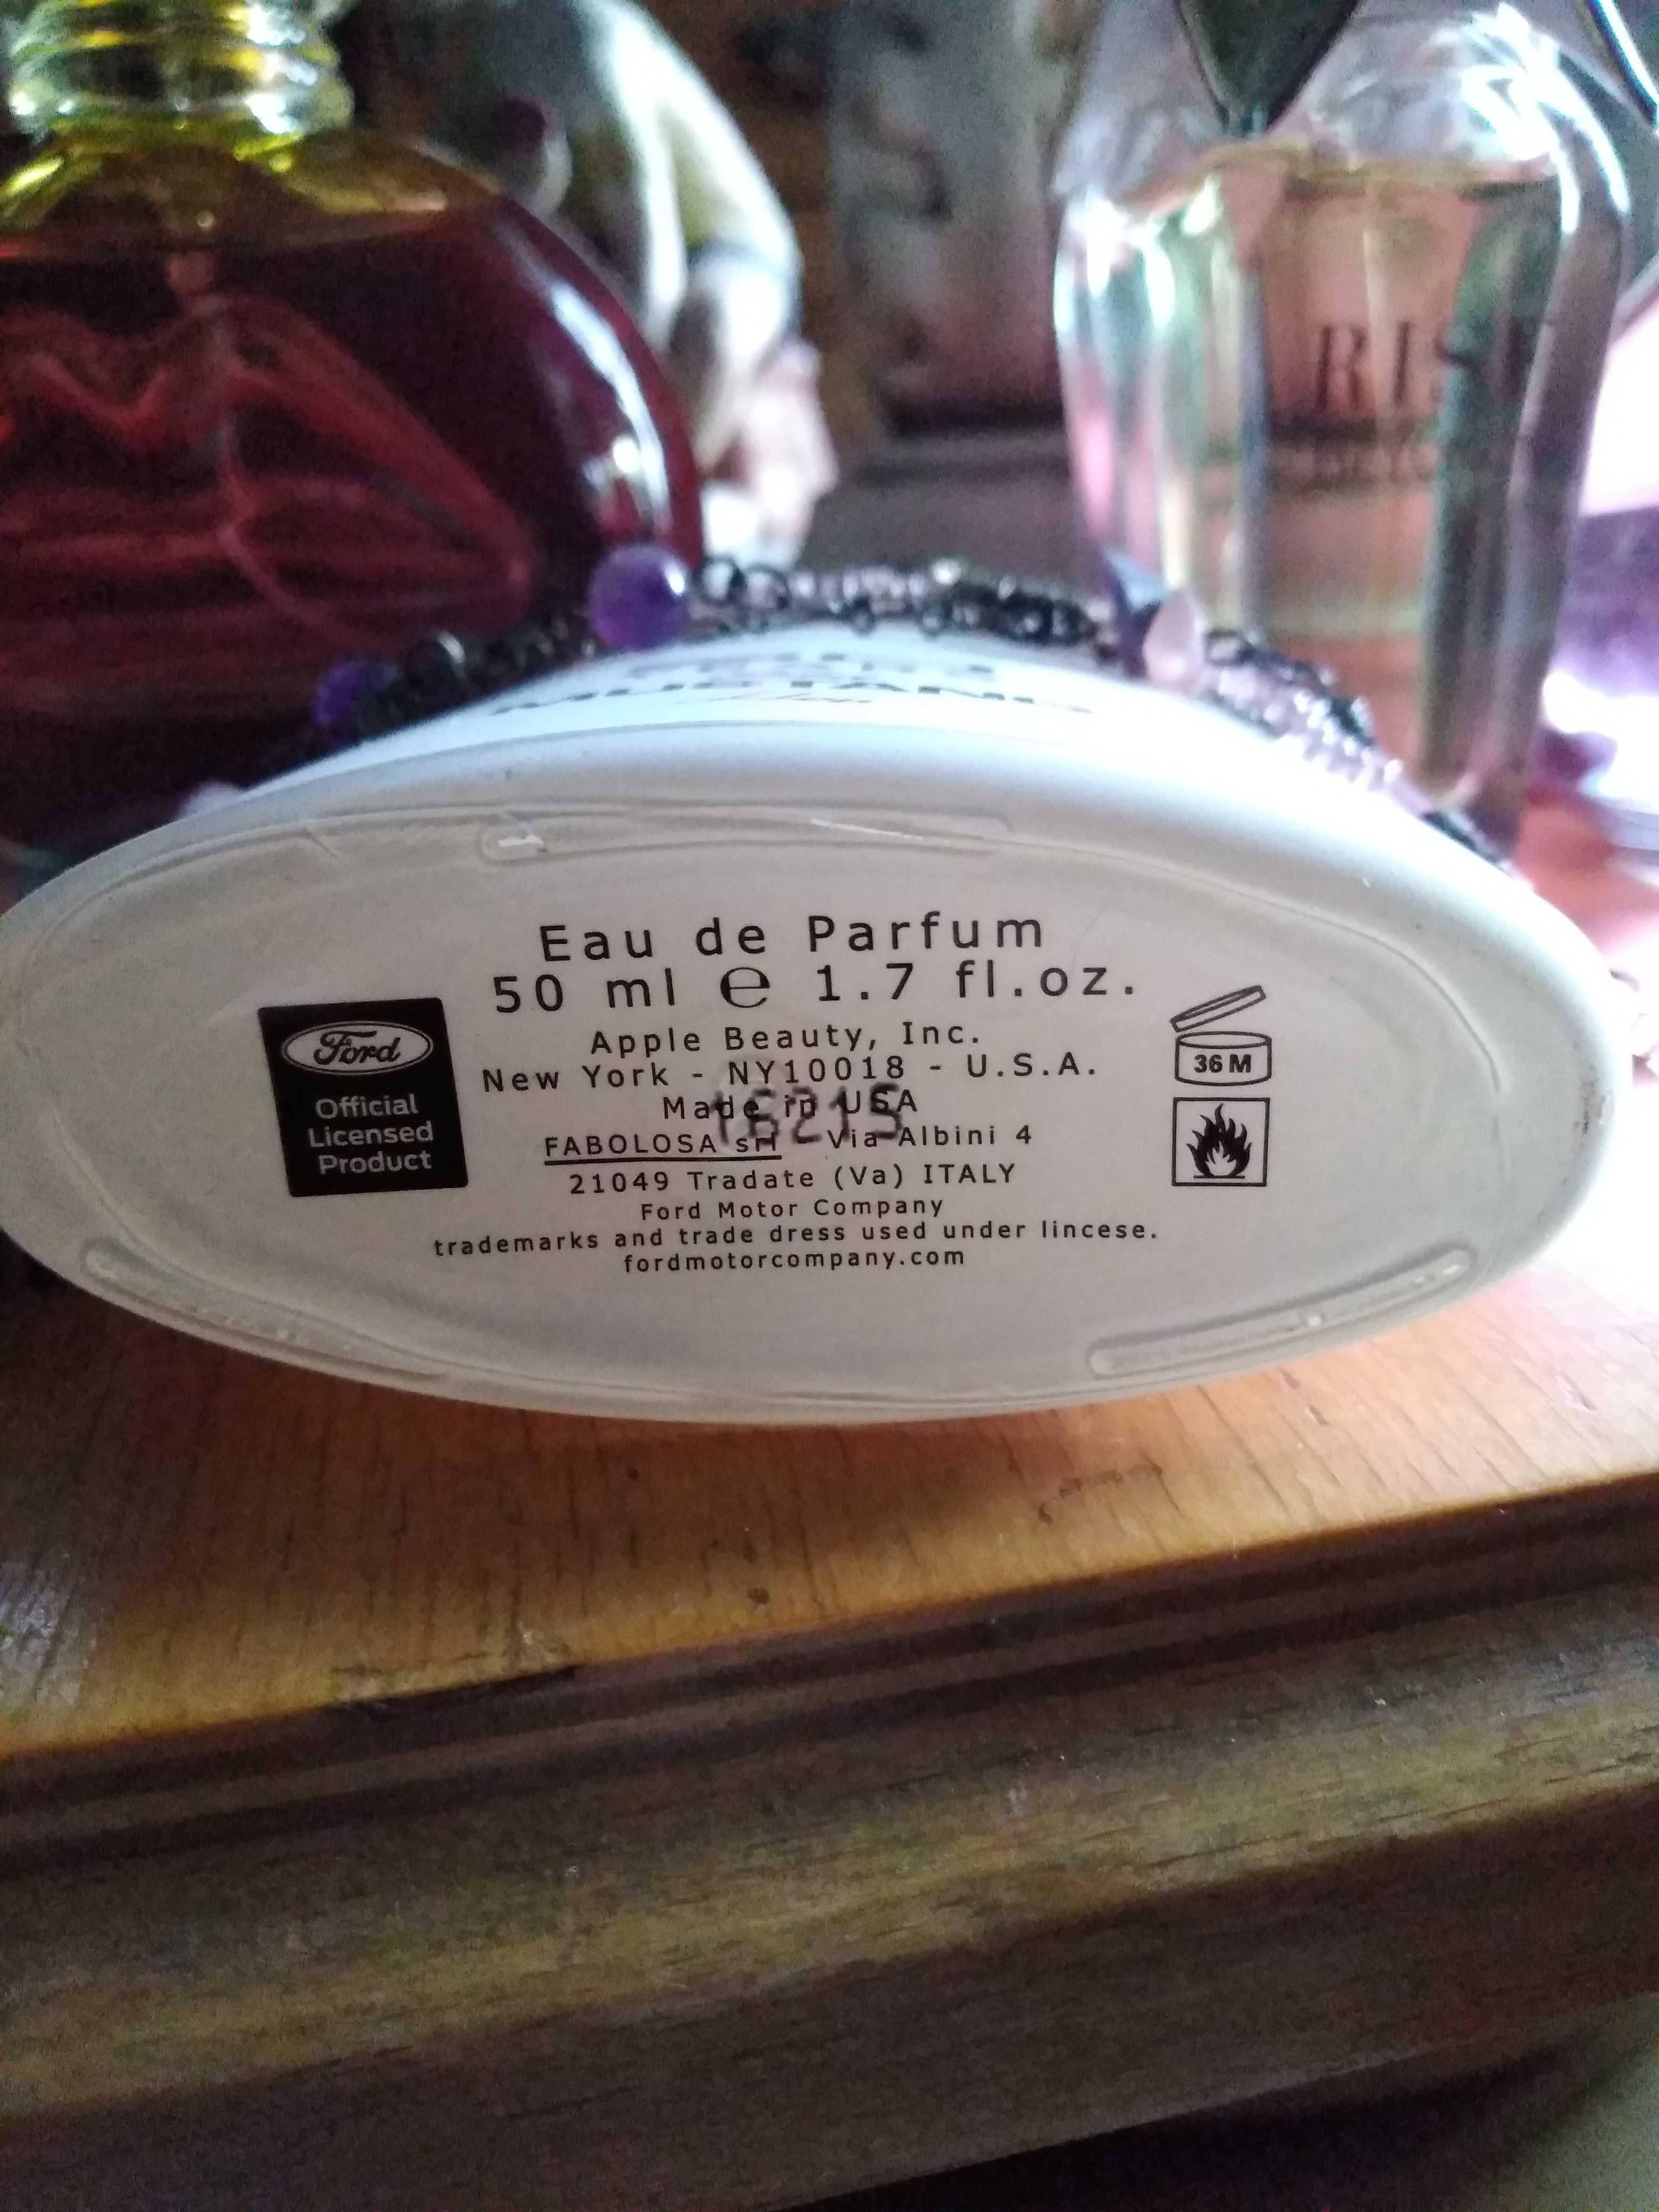 RIS
MUSTANG
Eau de Parfum
50 ml ℮ 1.7 fl.oz.
Apple Beauty, Inc.
New York - NY10018 - U.S.A.
Made in USA
16215
FABOLOSA srl Via Albini 4
21049 Tradate (Va) ITALY
Ford Motor Company
trademarks and trade dress used under lincese.
fordmotorcompany.com
Ford
Official
Licensed
Product
36 M